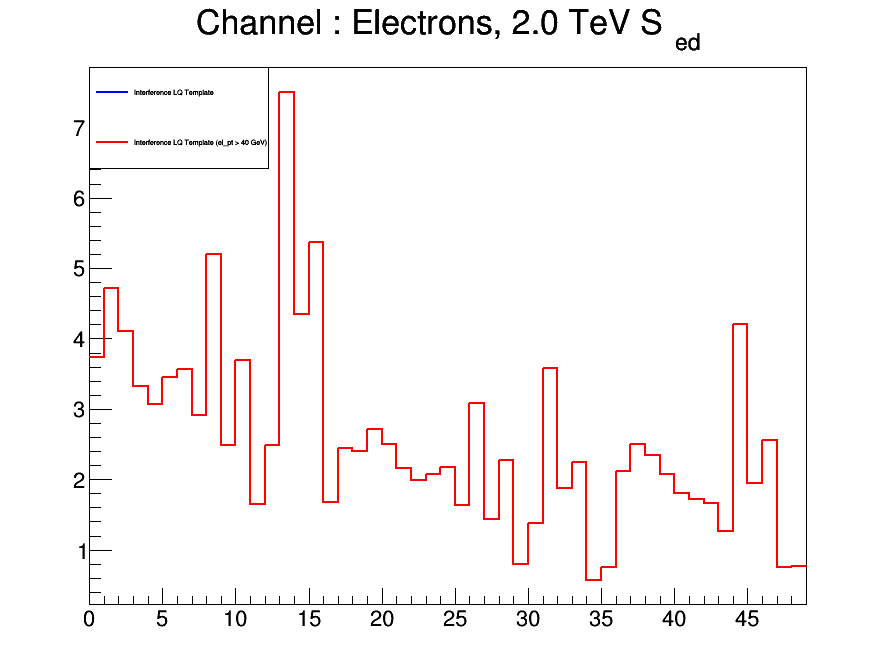 Channel : Electrons, 2.0 TeV S ed
Interference LQ Template
Interference LQ Template (el_pt > 40 GeV)
7
6
5
4
3
2
1
0 5 10 15 20 25 30 35 40 45